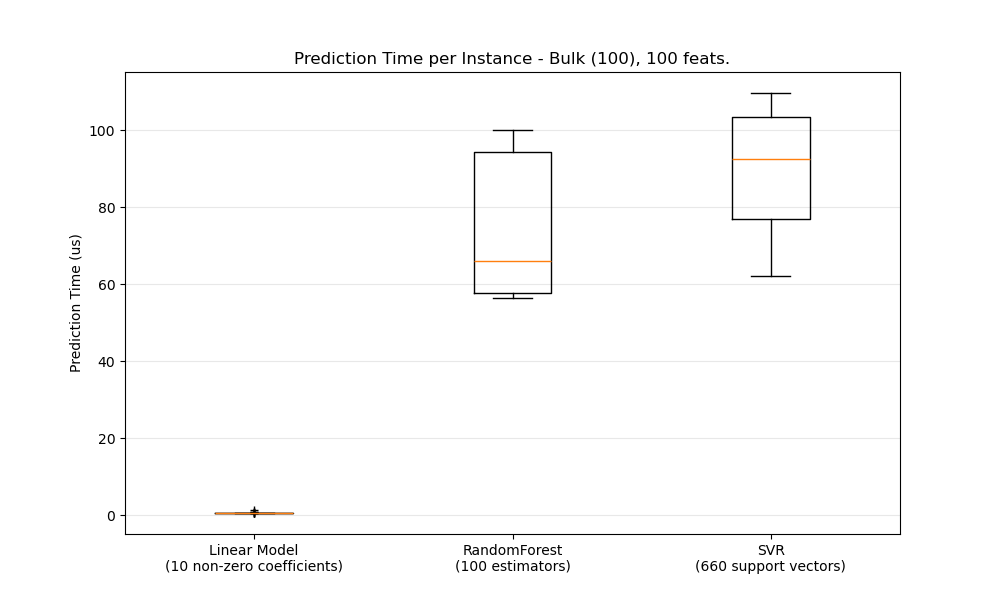 Prediction Time per Instance - Bulk (100), 100 feats.
100
80
60
40
20
0
Prediction Time (us)
Linear Model
(10 non-zero coefficients)
RandomForest
(100 estimators)
SVR
(660 support vectors)